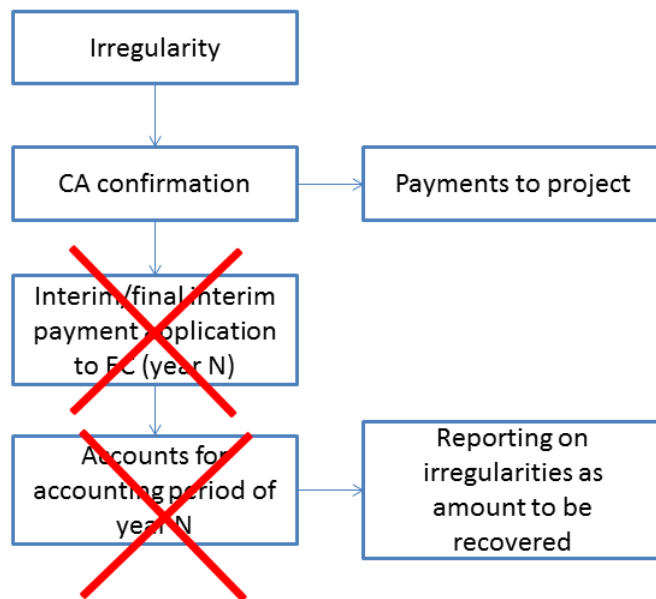 Irregularity
CA confirmation
Payments to project
Interim/final interim
payment application
to EC (year N)
Accounts for
accounting period of
year N
Reporting on
irregularities as
amount to be
recovered